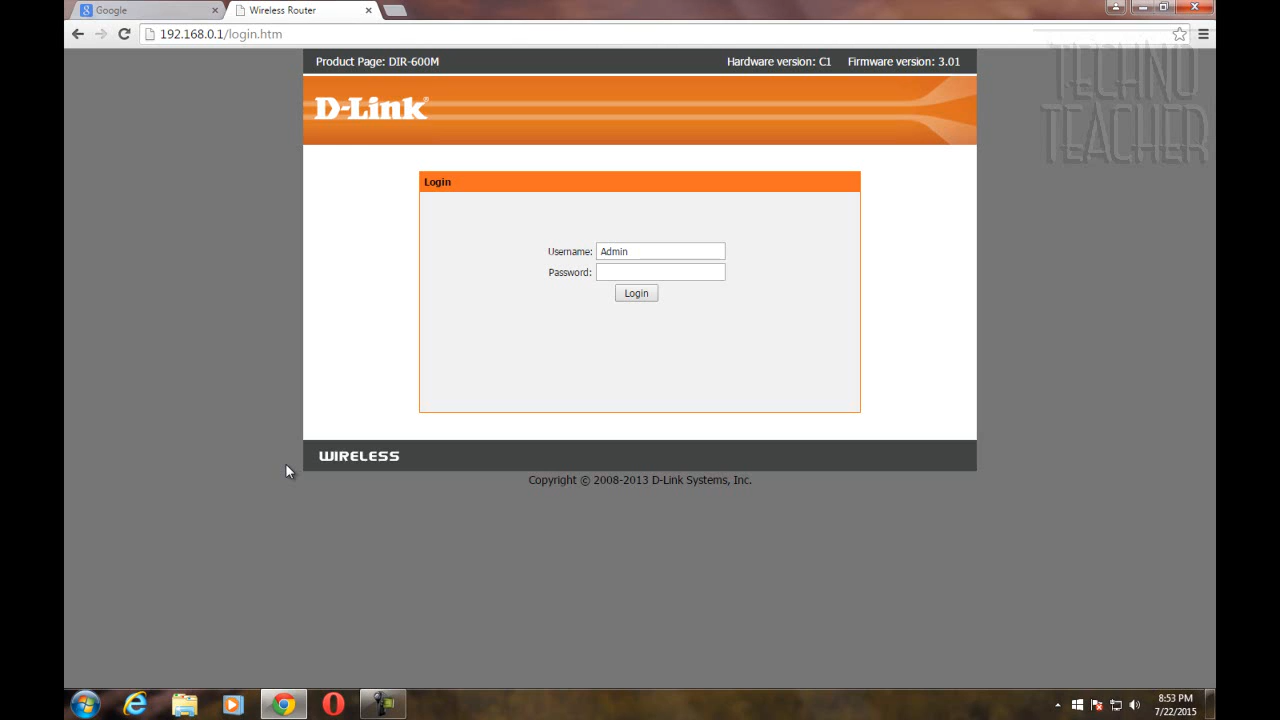 Google
Wireless Router
192.168.0.1/login.htm
Product Page: DIR-600M Hardware version: C1 Firmware version: 3.01
D-Link
TECHNO
TEACHER
Login
Username: Admin
Password:
Login
WIRELESS
Copyright © 2008-2013 D-Link Systems, Inc.
8:53 PM
7/22/2015